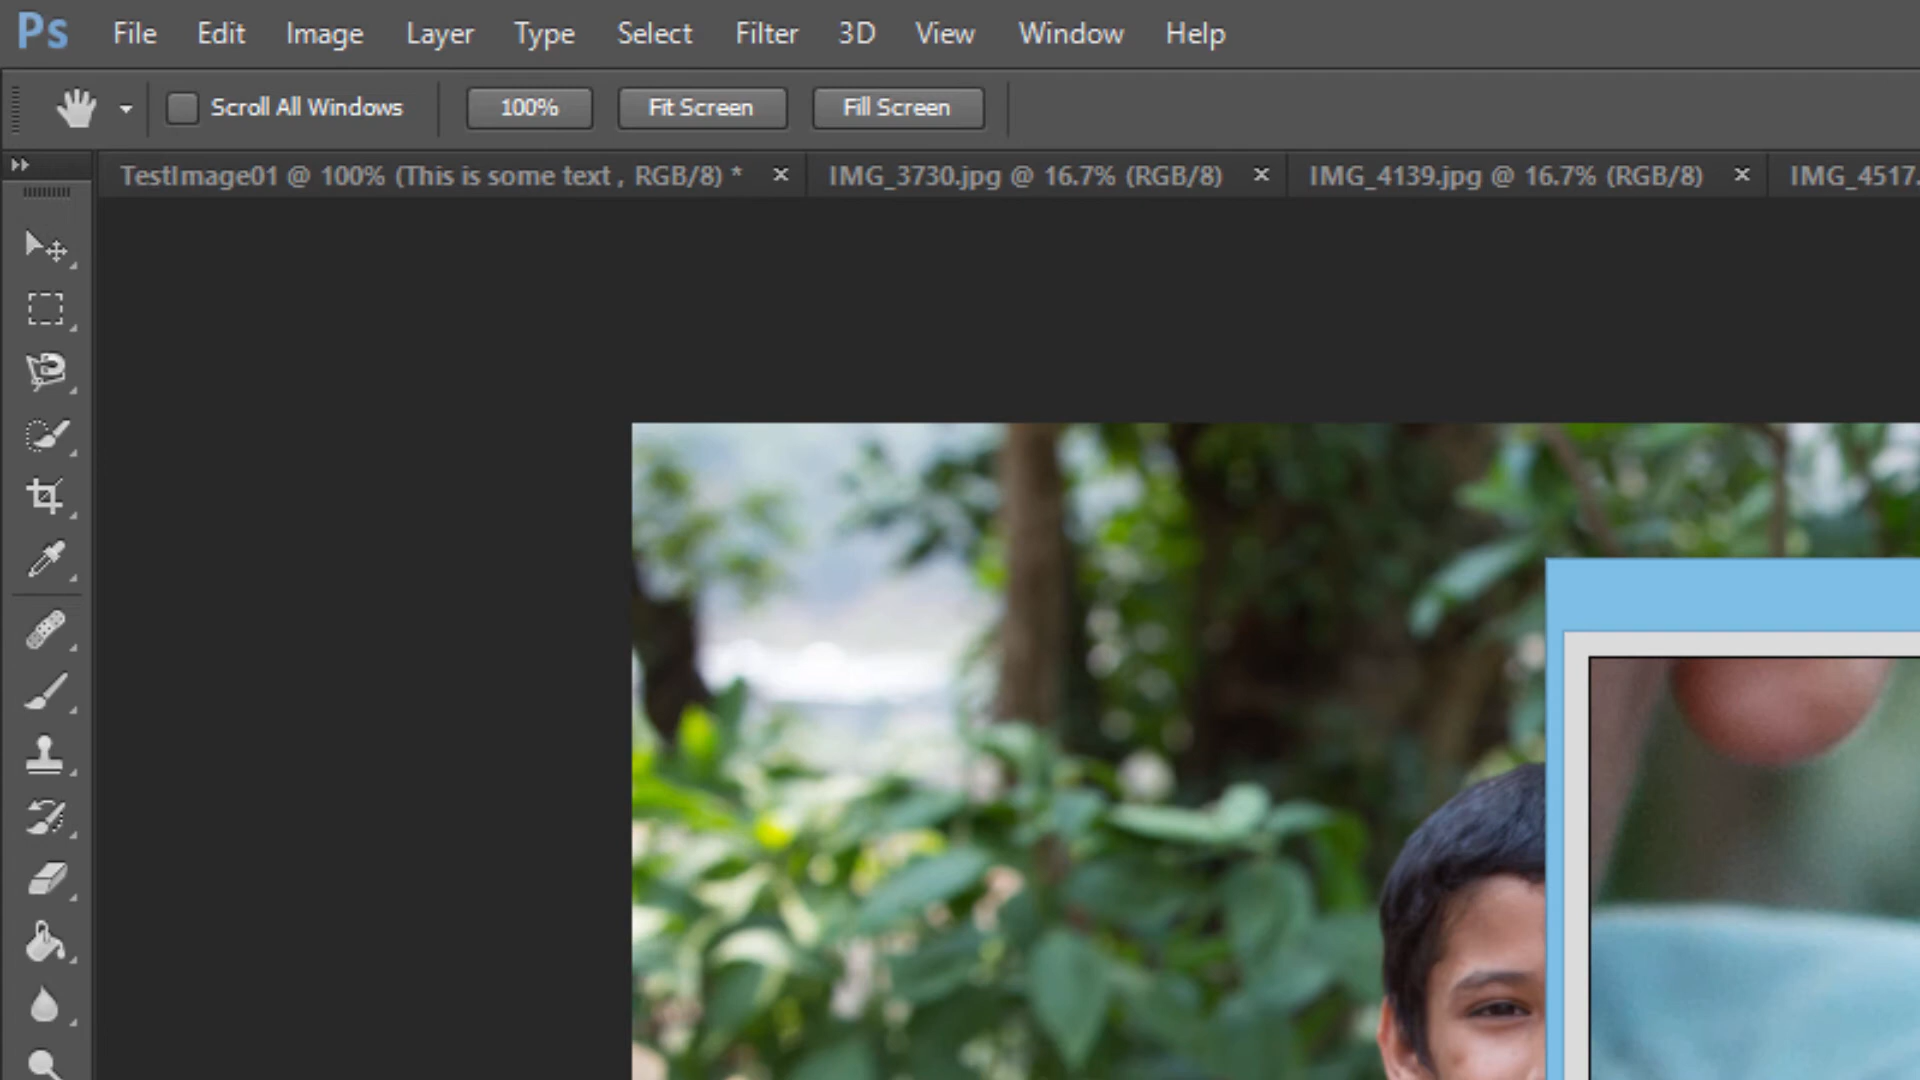 Ps File Edit Image Layer Type Select Filter 3D View Window Help
Scroll All Windows 100% Fit Screen Fill Screen
TestImage01 @ 100% (This is some text , RGB/8) * × IMG_3730.jpg @ 16.7% (RGB/8) × IMG_4139.jpg @ 16.7% (RGB/8) × IMG_4517.